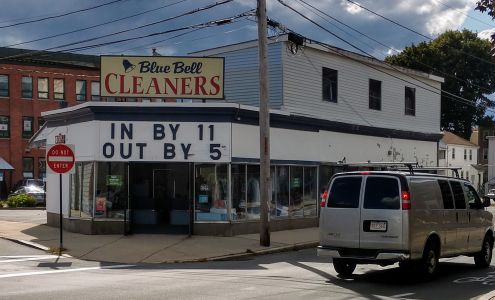 Blue Bell
CLEANERS
IN BY 11
OUT BY 5
DO NOT
ENTER